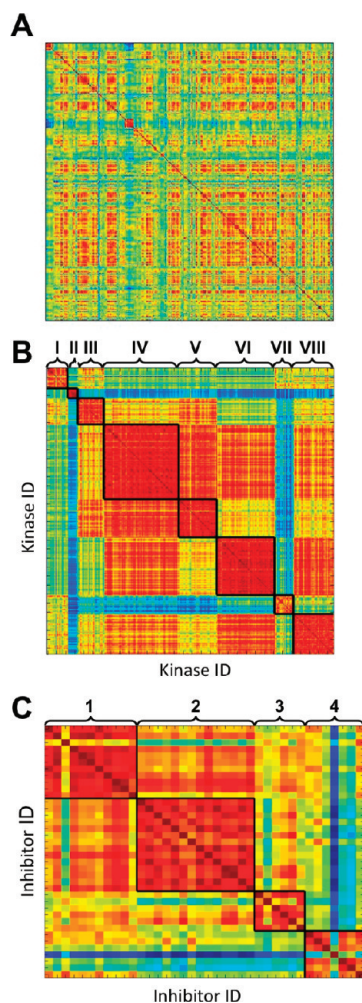 A
I II III IV V VI VII VIII
B
Kinase ID
Kinase ID
C
1 2 3 4
Inhibitor ID
Inhibitor ID